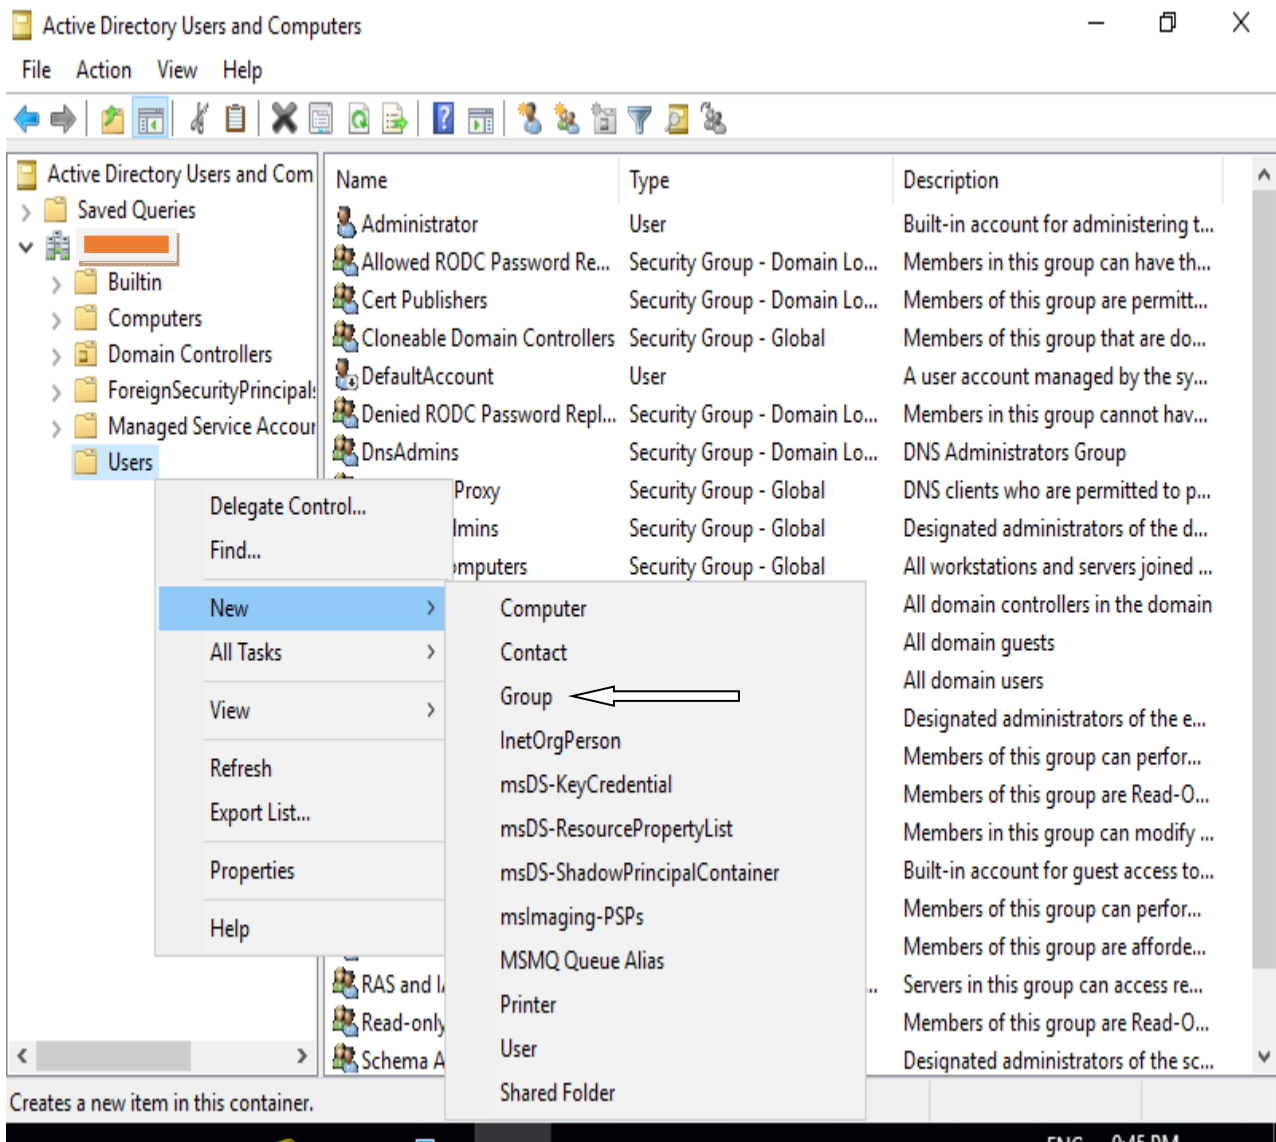 Active Directory Users and Computers
File Action View Help
Active Directory Users and Com
Saved Queries
Builtin
Computers
Domain Controllers
ForeignSecurityPrincipals
Managed Service Accour
Users
Name Type Description
Administrator User Built-in account for administering t...
Allowed RODC Password Re... Security Group - Domain Lo... Members in this group can have th...
Cert Publishers Security Group - Domain Lo... Members of this group are permitt...
Cloneable Domain Controllers Security Group - Global Members of this group that are do...
DefaultAccount User A user account managed by the sy...
Denied RODC Password Repl... Security Group - Domain Lo... Members in this group cannot hav...
DnsAdmins Security Group - Domain Lo... DNS Administrators Group
Proxy Security Group - Global DNS clients who are permitted to p...
lmins Security Group - Global Designated administrators of the d...
mputers Security Group - Global All workstations and servers joined ...
All domain controllers in the domain
All domain guests
All domain users
Designated administrators of the e...
Members of this group can perfor...
Members of this group are Read-O...
Members in this group can modify ...
Built-in account for guest access to...
Members of this group can perfor...
Members of this group are afforde...
RAS and I .. Servers in this group can access re...
Read-only Members of this group are Read-O...
Schema A Designated administrators of the sc...
Delegate Control...
Find...
New
All Tasks
View
Refresh
Export List...
Properties
Help
Computer
Contact
Group
InetOrgPerson
msDS-KeyCredential
msDS-ResourcePropertyList
msDS-ShadowPrincipalContainer
msImaging-PSPs
MSMQ Queue Alias
Printer
User
Shared Folder
Creates a new item in this container.
ENG 9:45 PM